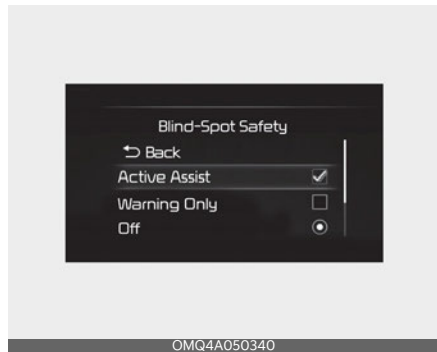 Blind-Spot Safety
Back
Active Assist
Warning Only
Off
OMQ4A050340